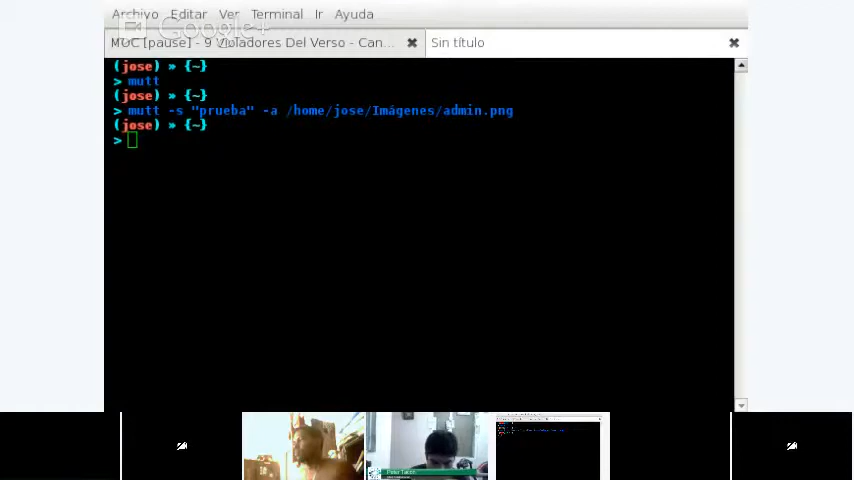 Archivo Editar Ver Terminal Ir Ayuda
Google+
MOC [pause] - 9 Violadores Del Verso - Can... ✖ Sin título ✖
(jose) » {~}
> mutt
(jose) » {~}
> mutt -s "prueba" -a /home/jose/Imágenes/admin.png
(jose) » {~}
>